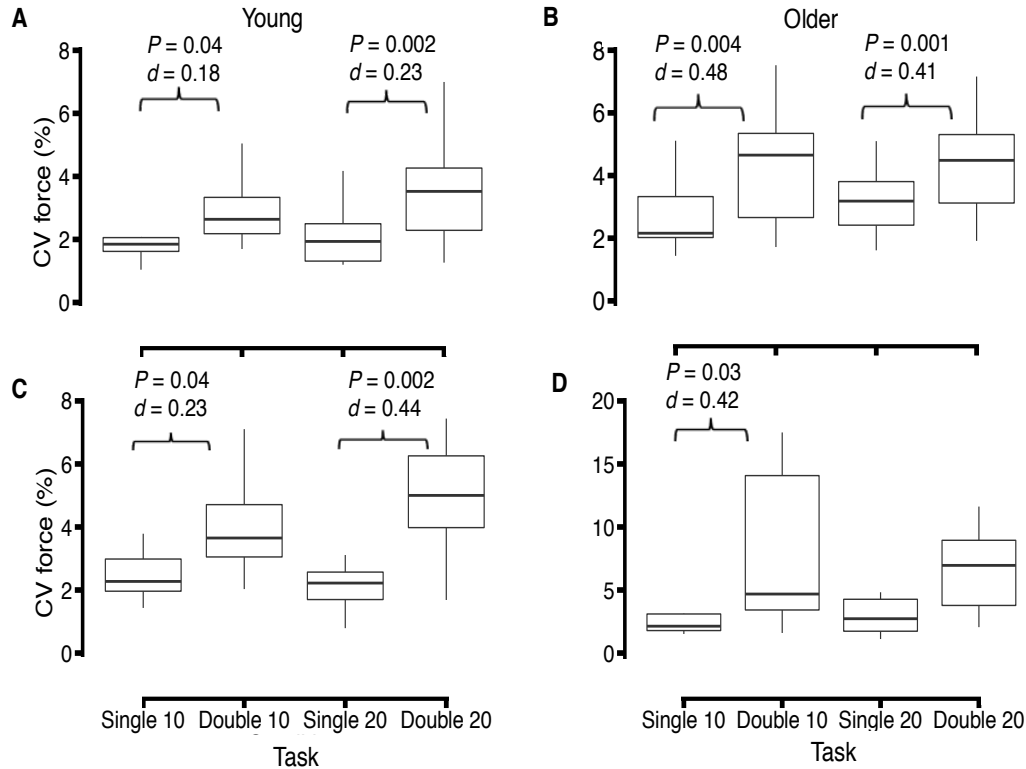 A
Young
P = 0.04
d = 0.18
P = 0.002
d = 0.23
8
6
4
2
0
CV force (%)
B
Older
P = 0.004
d = 0.48
P = 0.001
d = 0.41
8
6
4
2
0
C
P = 0.04
d = 0.23
P = 0.002
d = 0.44
8
6
4
2
0
CV force (%)
Single 10 Double 10 Single 20 Double 20
Task
D
P = 0.03
d = 0.42
20
15
10
5
0
Single 10 Double 10 Single 20 Double 20
Task